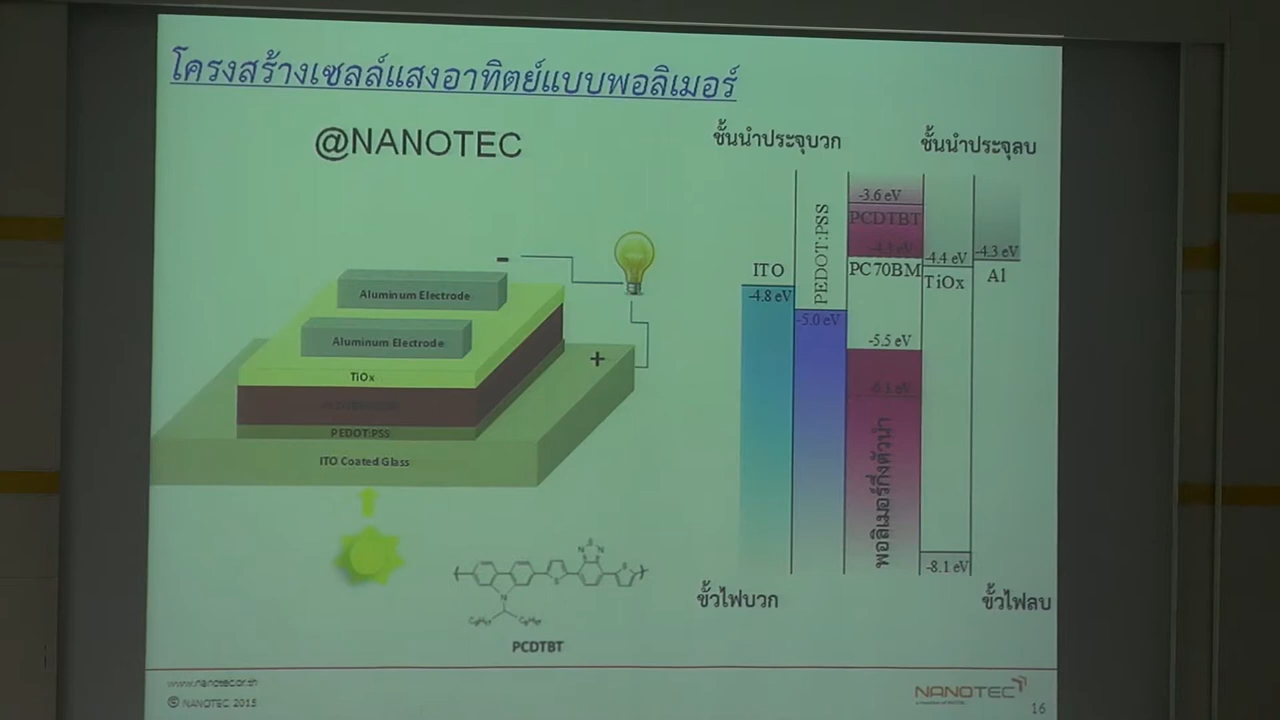 โครงสร้างเซลล์แสงอาทิตย์แบบพอลิเมอร์
@NANOTEC
ชั้นนำประจุบวก
ชั้นนำประจุลบ
-3.6 eV
PCDTBT
PEDOT:PSS
-4.3 eV
-4.4 eV
-4.3 eV
ITO
PC70BM
TiOx
Al
-4.8 eV
-5.0 eV
-5.5 eV
-6.1 eV
พอลิเมอร์กึ่งตัวนำ
-8.1 eV
ขั้วไฟบวก
ขั้วไฟลบ
-
+
Aluminum Electrode
Aluminum Electrode
TiOx
PEDOT:PSS
ITO Coated Glass
N
S
N
S
S
N
C₈H₁₇
C₈H₁₇
PCDTBT
www.nanotec.or.th
© NANOTEC 2015
NANOTEC
16